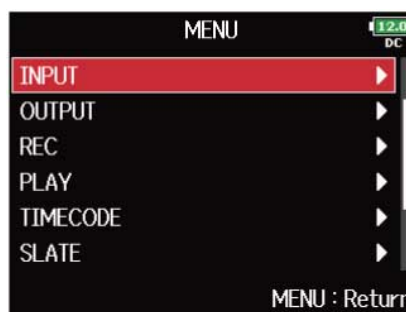 MENU
12.0
DC
INPUT
OUTPUT
REC
PLAY
TIMECODE
SLATE
MENU : Return